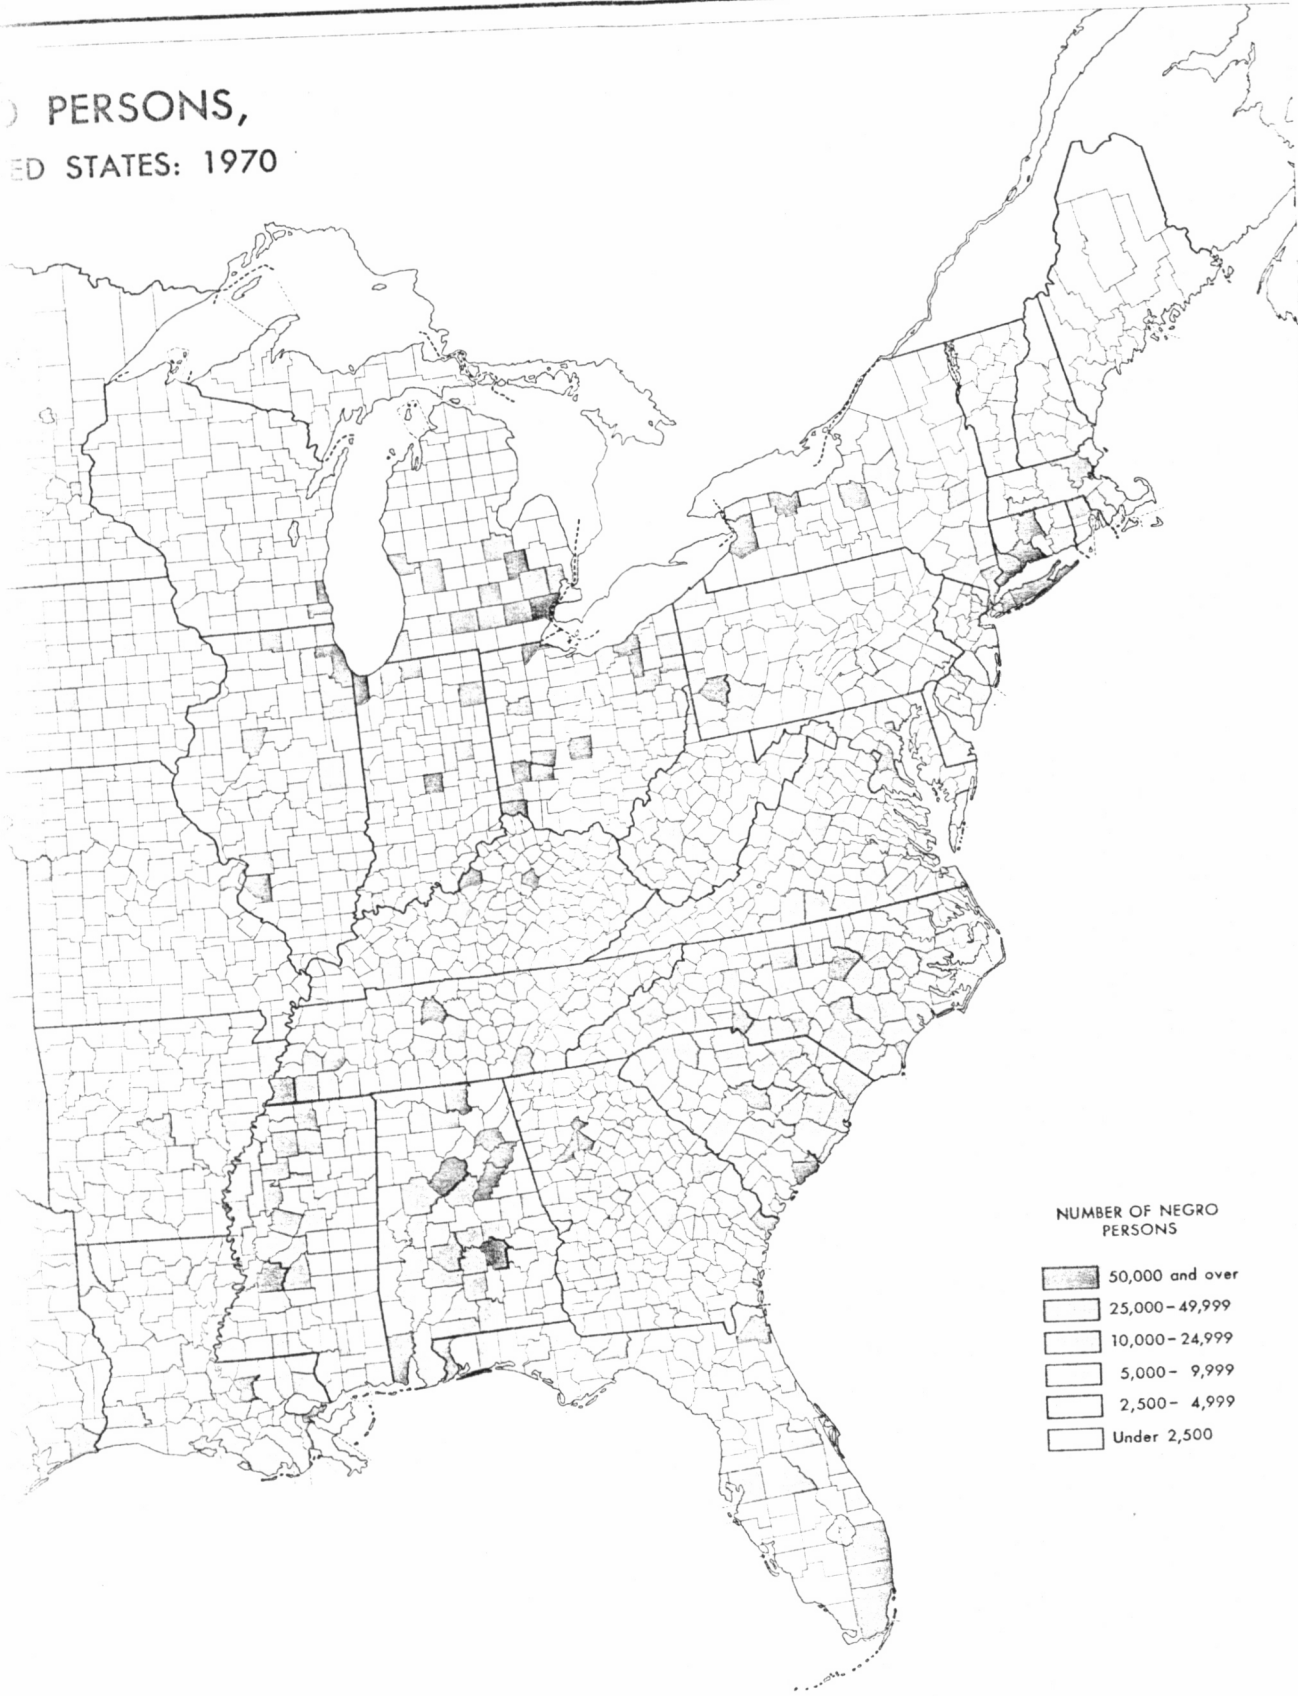 PERSONS,
STATES: 1970
NUMBER OF NEGRO
PERSONS
50,000 and over
25,000-49,999
10,000-24,999
5,000- 9,999
2,500- 4,999
Under 2,500